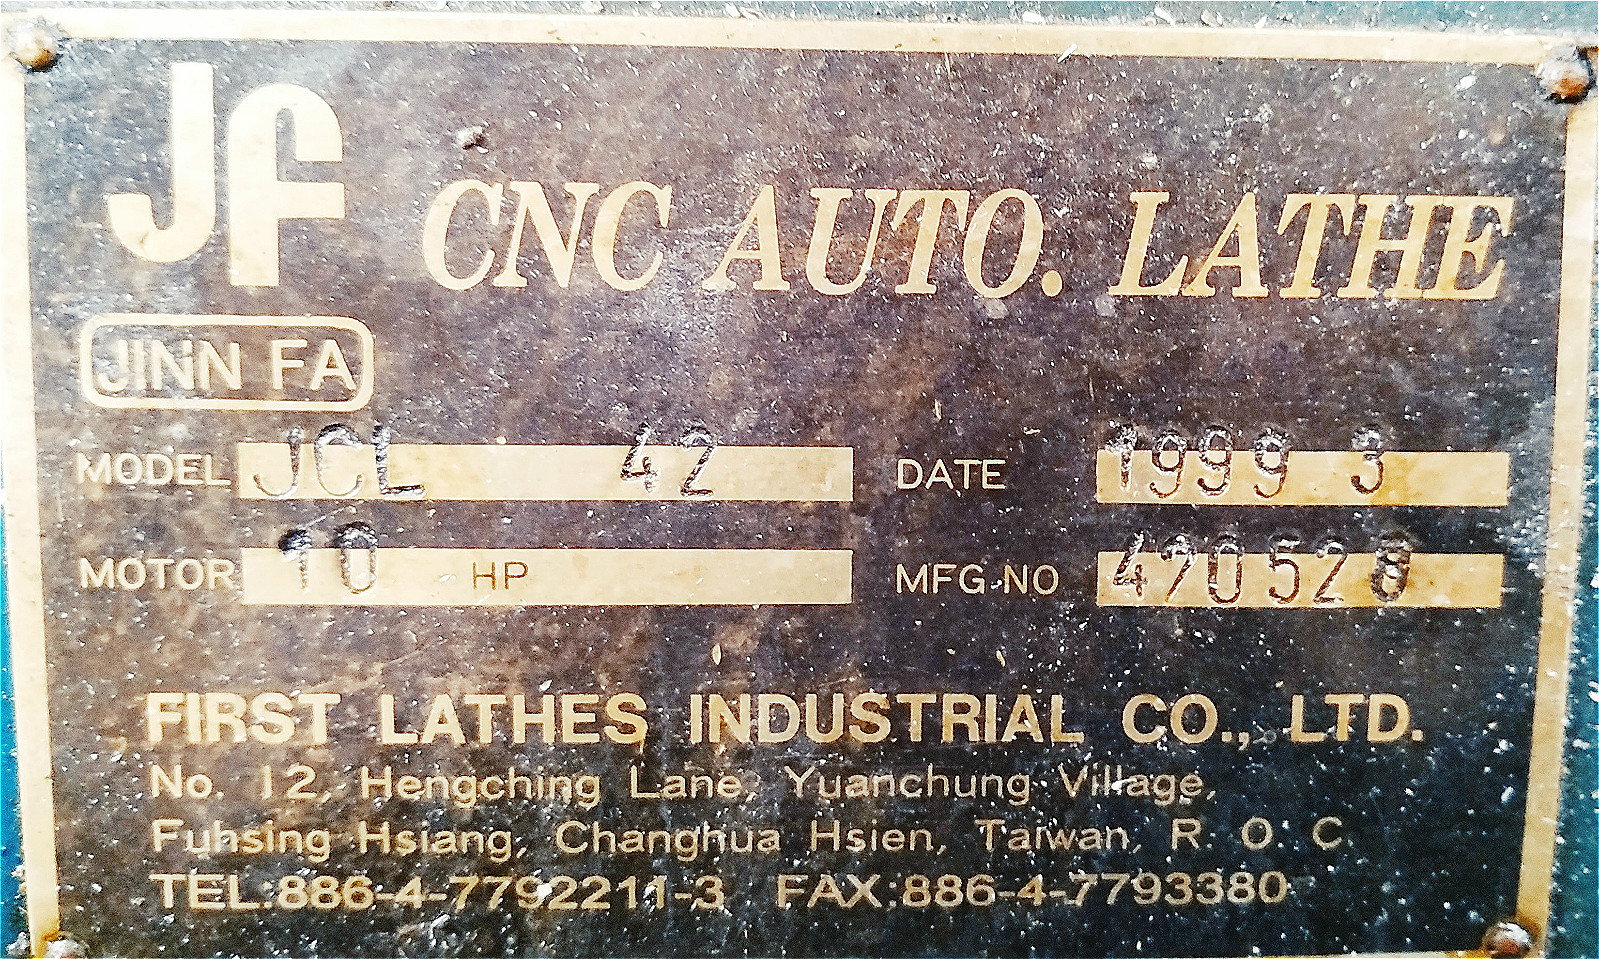 JF
CNC AUTO. LATHE
JINN FA
MODEL JCL 42 DATE 1999 3
MOTOR 10 HP MFG·NO 470528
FIRST LATHES INDUSTRIAL CO., LTD.
No. 12, Hengching Lane, Yuanchung Village,
Fuhsing Hsiang, Changhua Hsien, Taiwan, R. O. C.
TEL:886-4-7792211-3 FAX:886-4-7793380